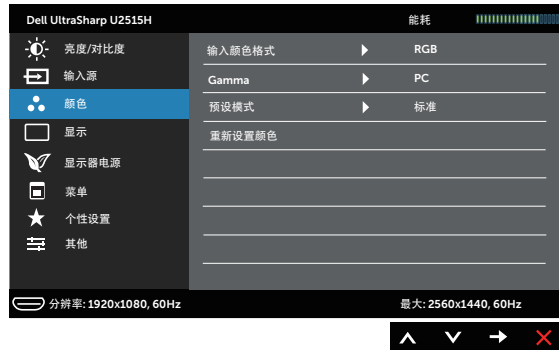 Dell UltraSharp U2515H 能耗
亮度/对比度
输入源
颜色
显示
显示器电源
菜单
个性设置
其他
输入颜色格式 RGB
Gamma PC
预设模式 标准
重新设置颜色
分辨率: 1920x1080, 60Hz 最大: 2560x1440, 60Hz